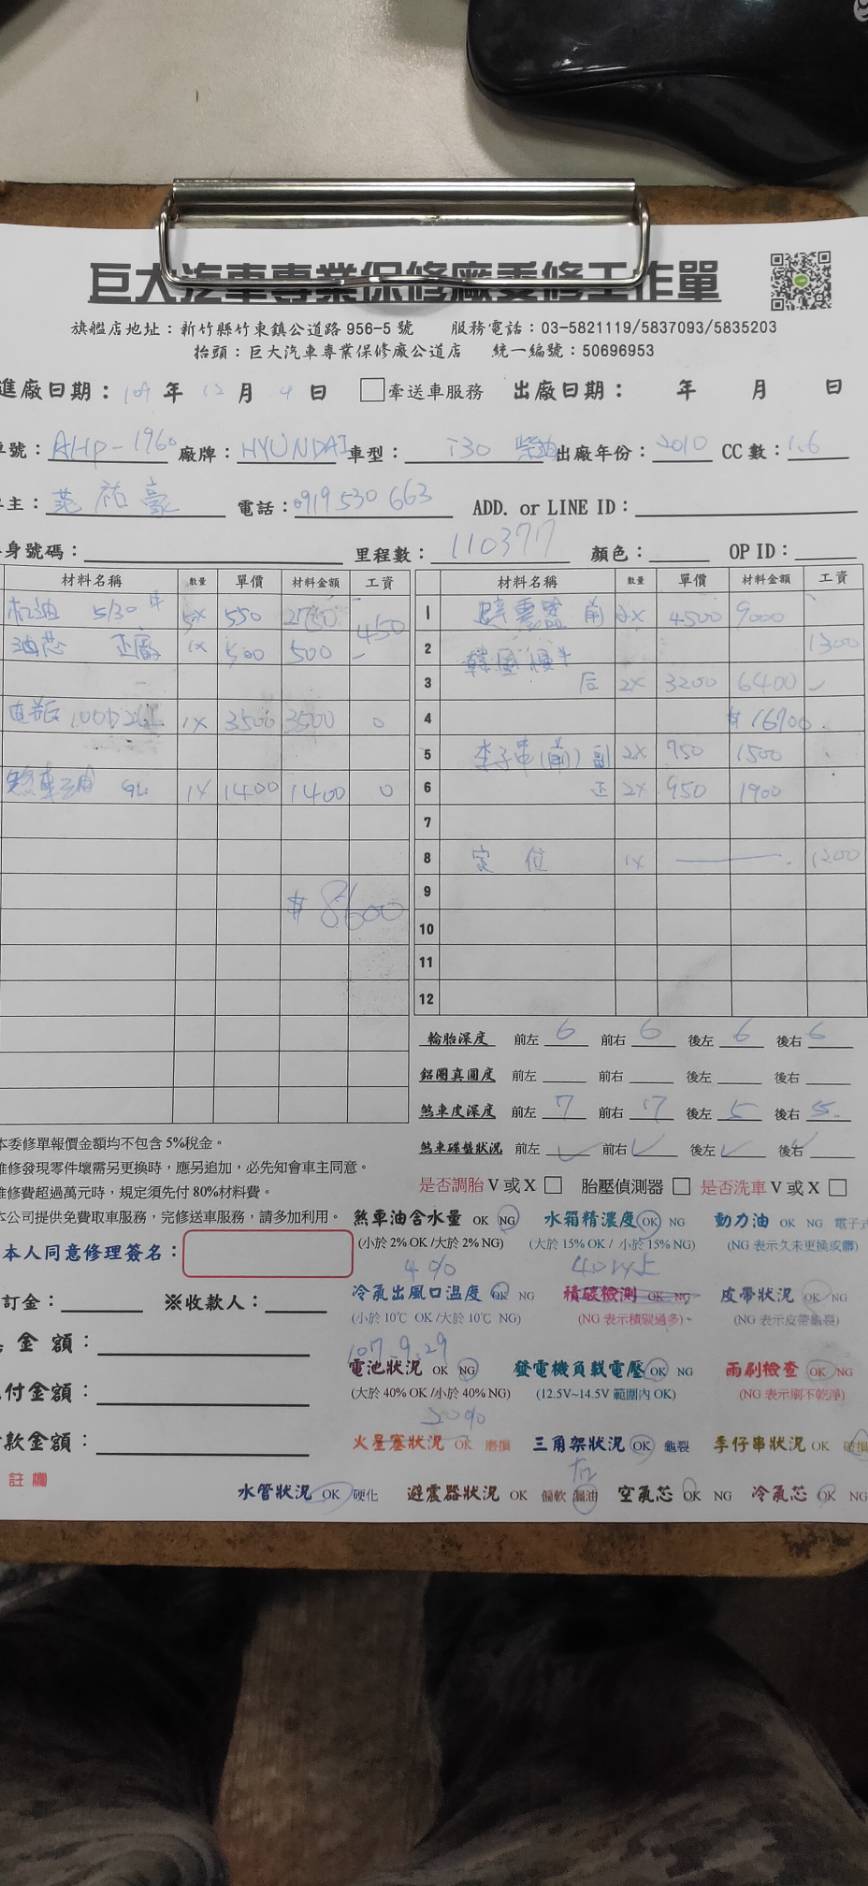 巨大汽車專業保修廠委修工作單
旗艦店地址：新竹縣竹東鎮公道路 956-5 號 服務電話：03-5821119/5837093/5835203
抬頭：巨大汽車專業保修廠公道店 統一編號：50696953
進廠日期：109 年 12 月 4 日 □牽送車服務 出廠日期： 年 月 日
號：AHP-1960 廠牌：HYUNDAI 車型：i30 柴油 出廠年份：2010 CC 數：1.6
主：范祐豪 電話：0919530663 ADD. or LINE ID：
身號碼： 里程數：110377 顏色： OP ID：
材料名稱 數量 單價 材料金額 工資 材料名稱 數量 單價 材料金額 工資
机油 5/30 5x 550 2750 450 1 避震器 前 2x 4500 9000
油芯 正廠 1x 500 500 2 1300
3 后 2x 3200 6400
1x 3500 3500 0 4 $16700
5 李子串(前) 副 2x 750 1500
煞車油 1x 1400 1400 0 6 正 2x 950 1900
7
8 定位 1x 1200
9
$8600
10
11
12
輪胎深度 前左 6 前右 6 後左 6 後右 6
鋁圈真圓度 前左 前右 後左 後右
煞車皮深度 前左 7 前右 7 後左 5 後右 5
煞車碟盤狀況 前左 ✓ 前右 ✓ 後左 ✓ 後右 ✓
本委修單報價金額均不包含 5%稅金。
維修發現零件壞需另更換時，應另追加，必先知會車主同意。
維修費超過萬元時，規定須先付 80%材料費。
是否調胎 V 或 X □ 胎壓偵測器 □ 是否洗車 V 或 X □
本公司提供免費取車服務，完修送車服務，請多加利用。
煞車油含水量 OK NG 水箱精濃度 OK NG 動力油 OK NG 電子式
(小於 2% OK /大於 2% NG) (大於 15% OK / 小於 15% NG) (NG 表示久未更換或髒)
4% 40%以上
本人同意修理簽名：
冷氣出風口溫度 OK NG 積碳檢測 OK NG 皮帶狀況 OK NG
(小於 10℃ OK /大於 10℃ NG) (NG 表示積碳過多) (NG 表示皮帶龜裂)
訂金： ※收款人：
107.9.29
金 額：
電池狀況 OK NG 發電機負載電壓 OK NG 雨刷檢查 OK NG
(大於 40% OK /小於 40% NG) (12.5V~14.5V 範圍內 OK) (NG 表示刷不乾淨)
付金額：
款金額：
火星塞狀況 OK 磨損 三角架狀況 OK 龜裂 李仔串狀況 OK 破損
註 欄
水管狀況 OK 硬化 避震器狀況 OK 偏軟 漏油 空氣芯 OK NG 冷氣芯 OK NG